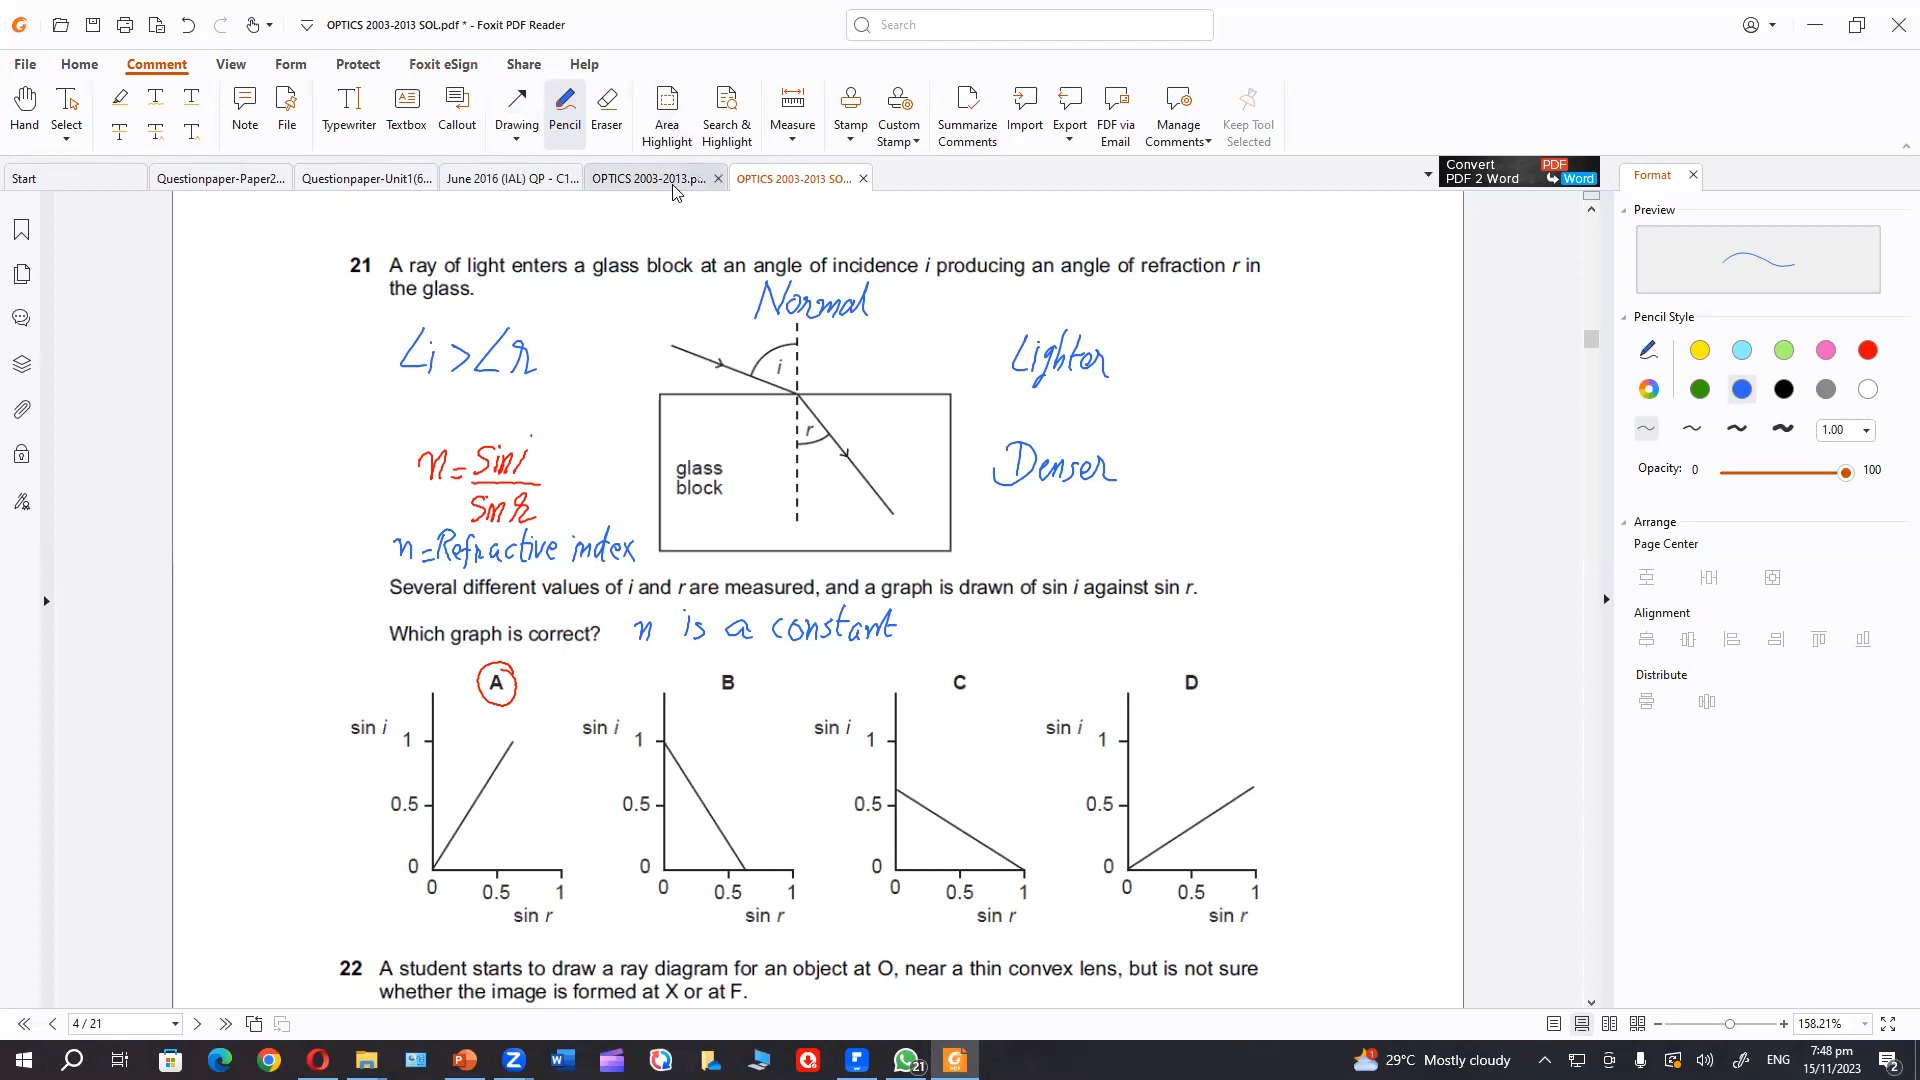 OPTICS 2003-2013 SOL.pdf * - Foxit PDF Reader
Search
File Home Comment View Form Protect Foxit eSign Share Help
Hand Select Note File Typewriter Textbox Callout Drawing Pencil Eraser Area Highlight Search & Highlight Measure Stamp Custom Stamp Summarize Comments Import Export FDF via Email Manage Comments Keep Tool Selected
Start Questionpaper-Paper2... Questionpaper-Unit1(6... June 2016 (IAL) QP - C1... OPTICS 2003-2013.p... OPTICS 2003-2013 SO...
Convert PDF
PDF 2 Word Word
Format
Preview
Pencil Style
1.00
Opacity: 0 100
Arrange
Page Center
Alignment
Distribute
21 A ray of light enters a glass block at an angle of incidence i producing an angle of refraction r in
the glass.
Normal
∠i > ∠r
Lighter
i
r
n = sin i / sin r
glass
block
Denser
n = Refractive index
Several different values of i and r are measured, and a graph is drawn of sin i against sin r.
Which graph is correct? n is a constant
A B C D
sin i sin i sin i sin i
1 1 1 1
0.5 0.5 0.5 0.5
0 0 0 0
0 0.5 1 0 0.5 1 0 0.5 1 0 0.5 1
sin r sin r sin r sin r
22 A student starts to draw a ray diagram for an object at O, near a thin convex lens, but is not sure
whether the image is formed at X or at F.
4 / 21
158.21%
21
29°C Mostly cloudy
ENG
7:48 pm
15/11/2023
2